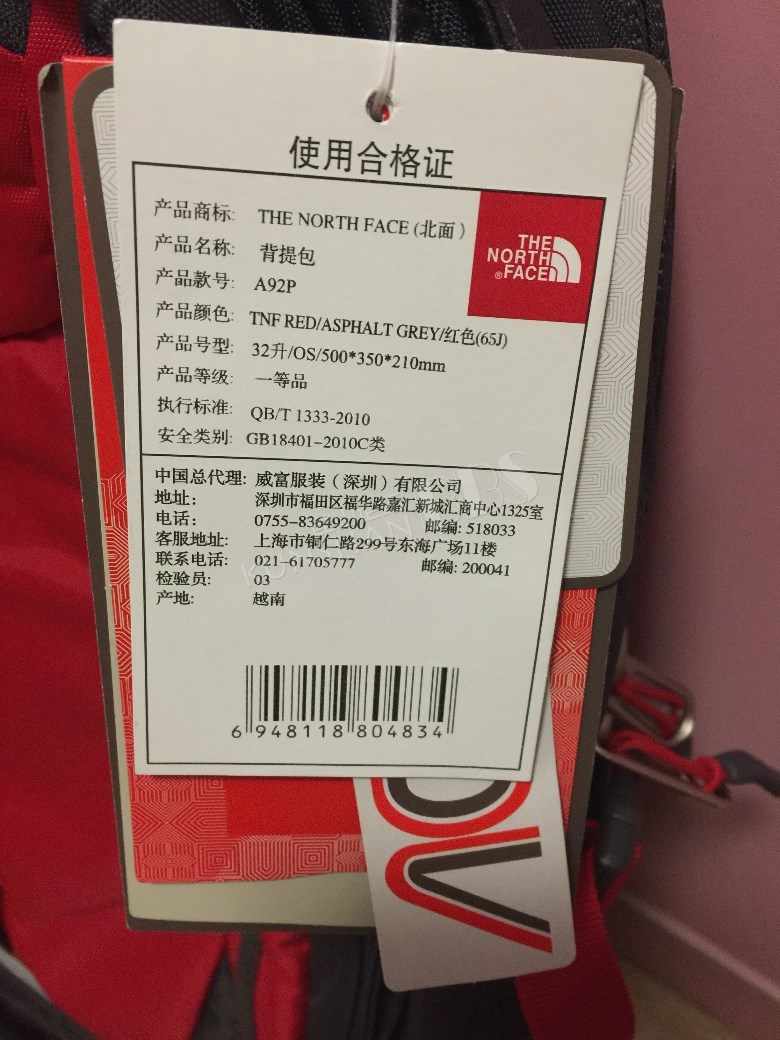 使用合格证
产品商标: THE NORTH FACE (北面)
产品名称: 背提包
产品款号: A92P
产品颜色: TNF RED/ASPHALT GREY/红色(65J)
产品号型: 32升/OS/500*350*210mm
产品等级: 一等品
执行标准: QB/T 1333-2010
安全类别: GB18401-2010C类
THE
NORTH
®FACE
中国总代理: 威富服装（深圳）有限公司
地址: 深圳市福田区福华路嘉汇新城汇商中心1325室
电话: 0755-83649200 邮编: 518033
客服地址: 上海市铜仁路299号东海广场11楼
联系电话: 021-61705777 邮编: 200041
检验员: 03
产地: 越南
6 948118 804834